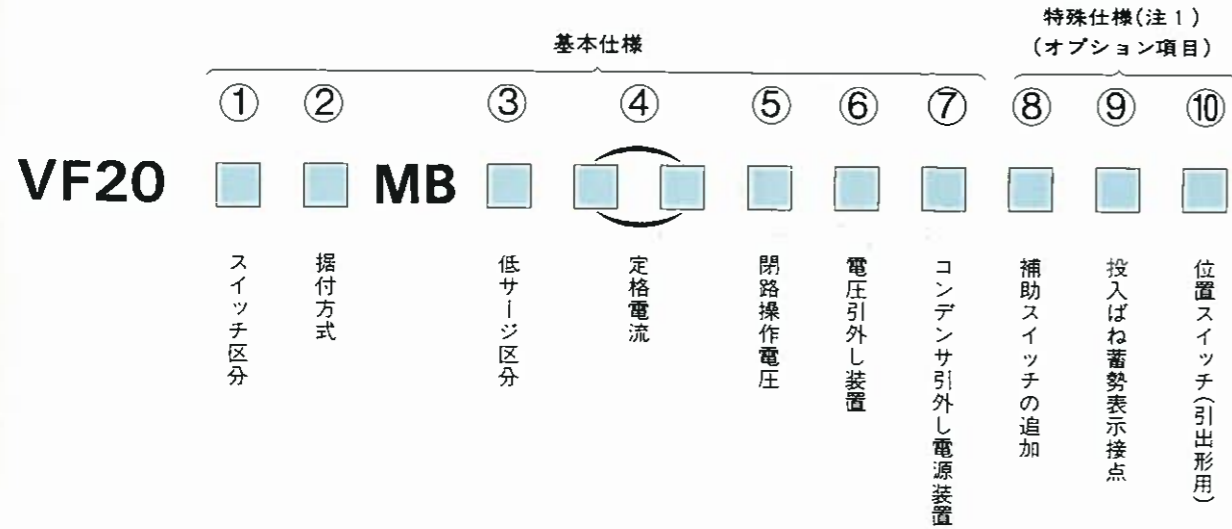 特殊仕様(注1)
(オプション項目)
基本仕様
① ② ③ ④ ⑤ ⑥ ⑦ ⑧ ⑨ ⑩
VF20 MB
スイッチ区分
据付方式
低サージ区分
定格電流
閉路操作電圧
電圧引外し装置
コンデンサ引外し電源装置
補助スイッチの追加
投入ばね蓄勢表示接点
位置スイッチ(引出形用)